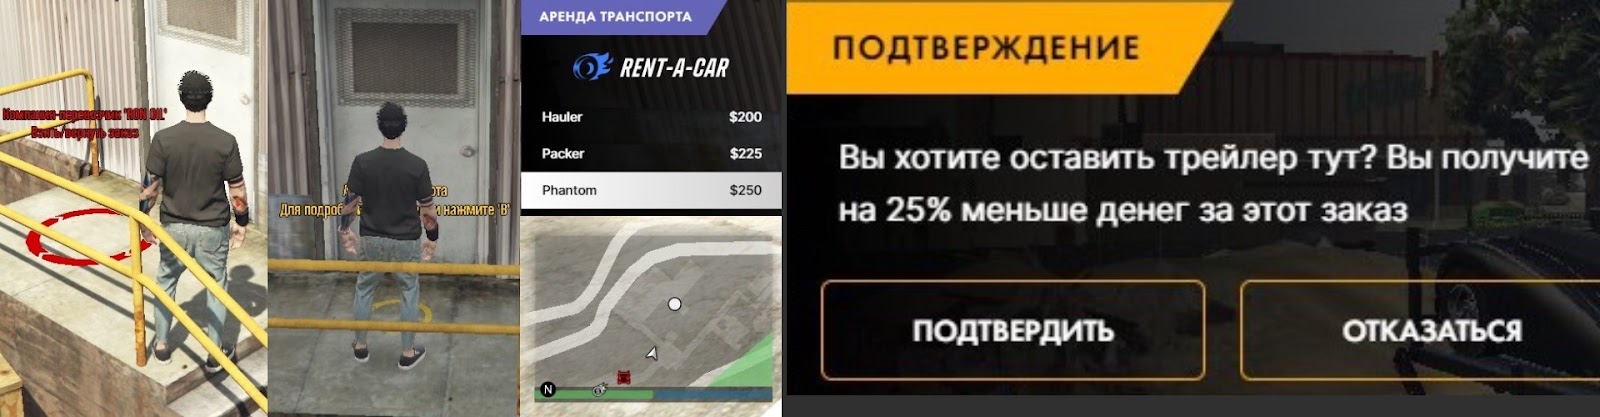 Компания-перевозчик 'RON OIL'
Взять/вернуть заказ
Для нажмите 'В'
АРЕНДА ТРАНСПОРТА
RENT-A-CAR
Hauler $200
Packer $225
Phantom $250
N
ПОДТВЕРЖДЕНИЕ
Вы хотите оставить трейлер тут? Вы получите
на 25% меньше денег за этот заказ
ПОДТВЕРДИТЬ ОТКАЗАТЬСЯ